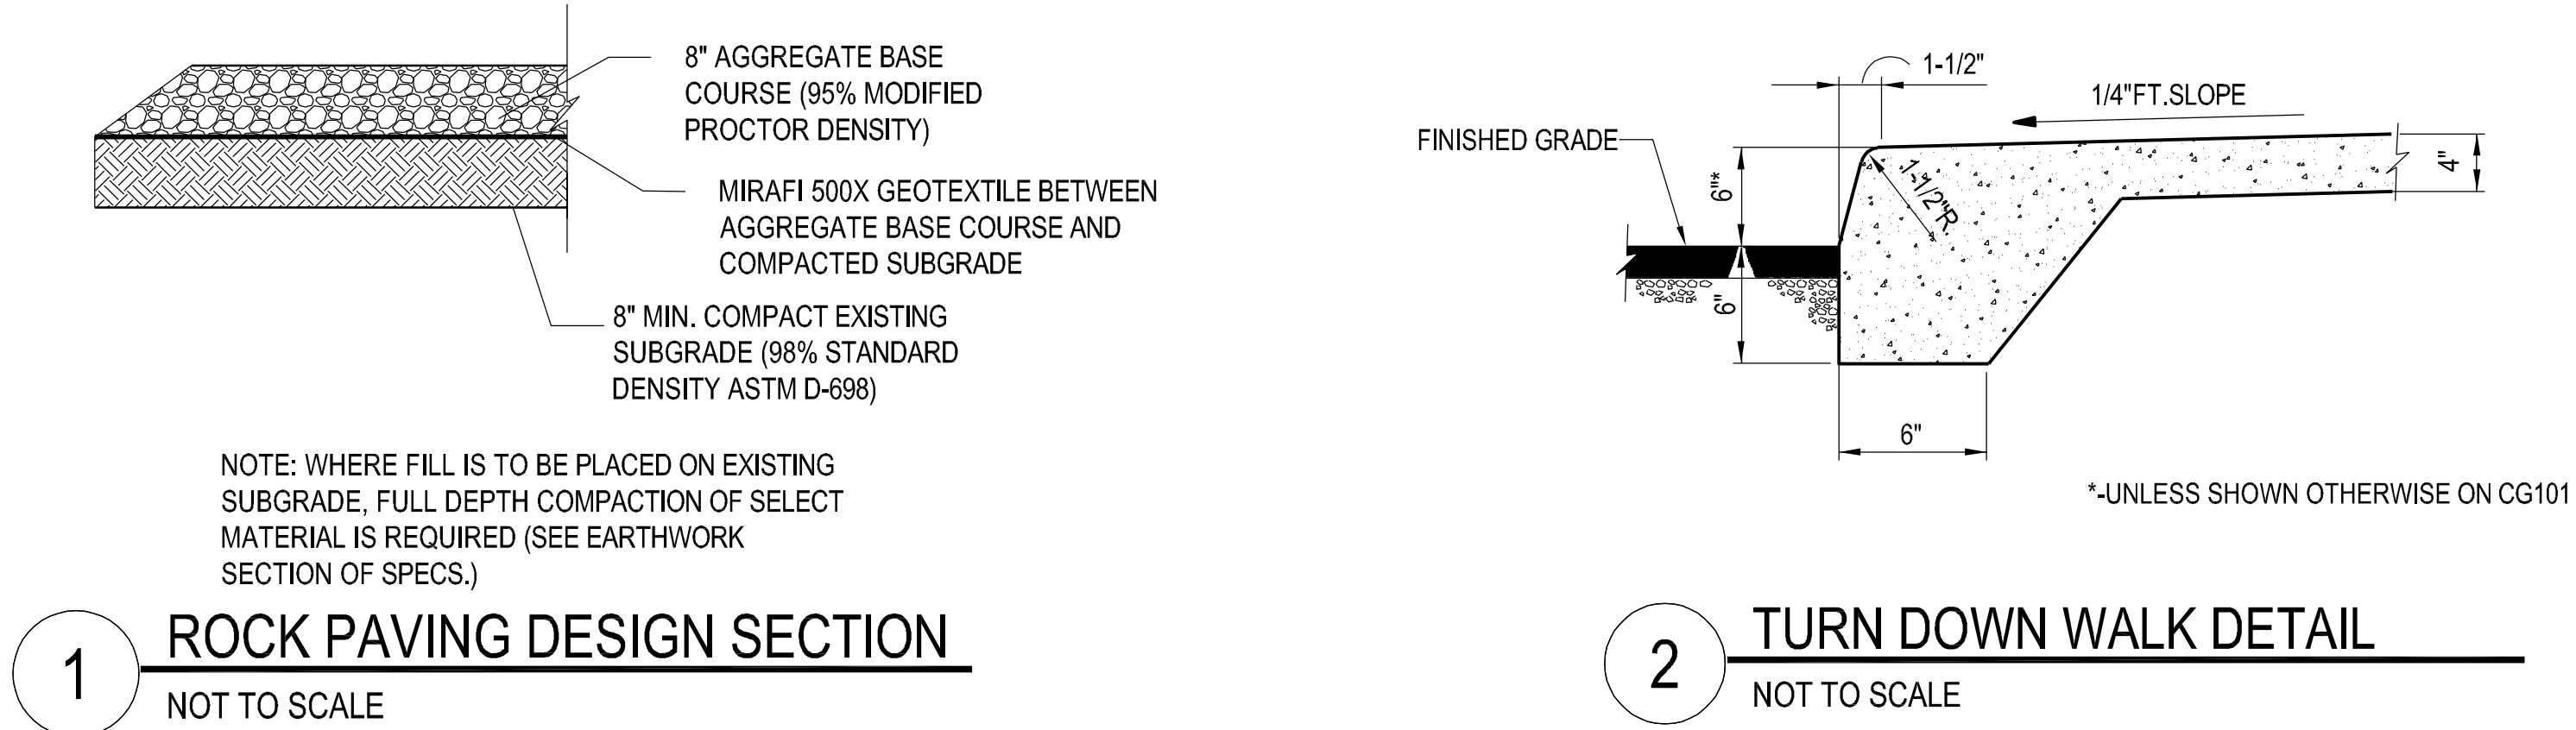 8" AGGREGATE BASE
COURSE (95% MODIFIED
PROCTOR DENSITY)
MIRAFI 500X GEOTEXTILE BETWEEN
AGGREGATE BASE COURSE AND
COMPACTED SUBGRADE
8" MIN. COMPACT EXISTING
SUBGRADE (98% STANDARD
DENSITY ASTM D-698)
NOTE: WHERE FILL IS TO BE PLACED ON EXISTING
SUBGRADE, FULL DEPTH COMPACTION OF SELECT
MATERIAL IS REQUIRED (SEE EARTHWORK
SECTION OF SPECS.)
1
ROCK PAVING DESIGN SECTION
NOT TO SCALE
1-1/2"
1/4"FT.SLOPE
FINISHED GRADE
6"*
1-1/2"R.
4"
6"
6"
*-UNLESS SHOWN OTHERWISE ON CG101
2
TURN DOWN WALK DETAIL
NOT TO SCALE